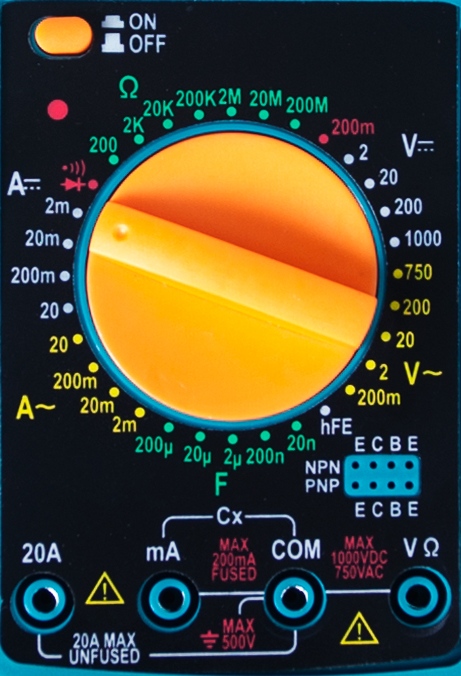 ON
OFF
Ω
200
2K
20K
200K
2M
20M
200M
200m
2
20
200
1000
V⎓
750
200
20
2
200m
V~
hFE
20n
200n
2µ
20µ
200µ
F
2m
20m
200m
20
A~
20
200m
20m
2m
A⎓
E C B E
NPN
PNP
E C B E
Cx
20A
mA
MAX
200mA
FUSED
COM
MAX
1000VDC
750VAC
V Ω
20A MAX
UNFUSED
MAX
500V